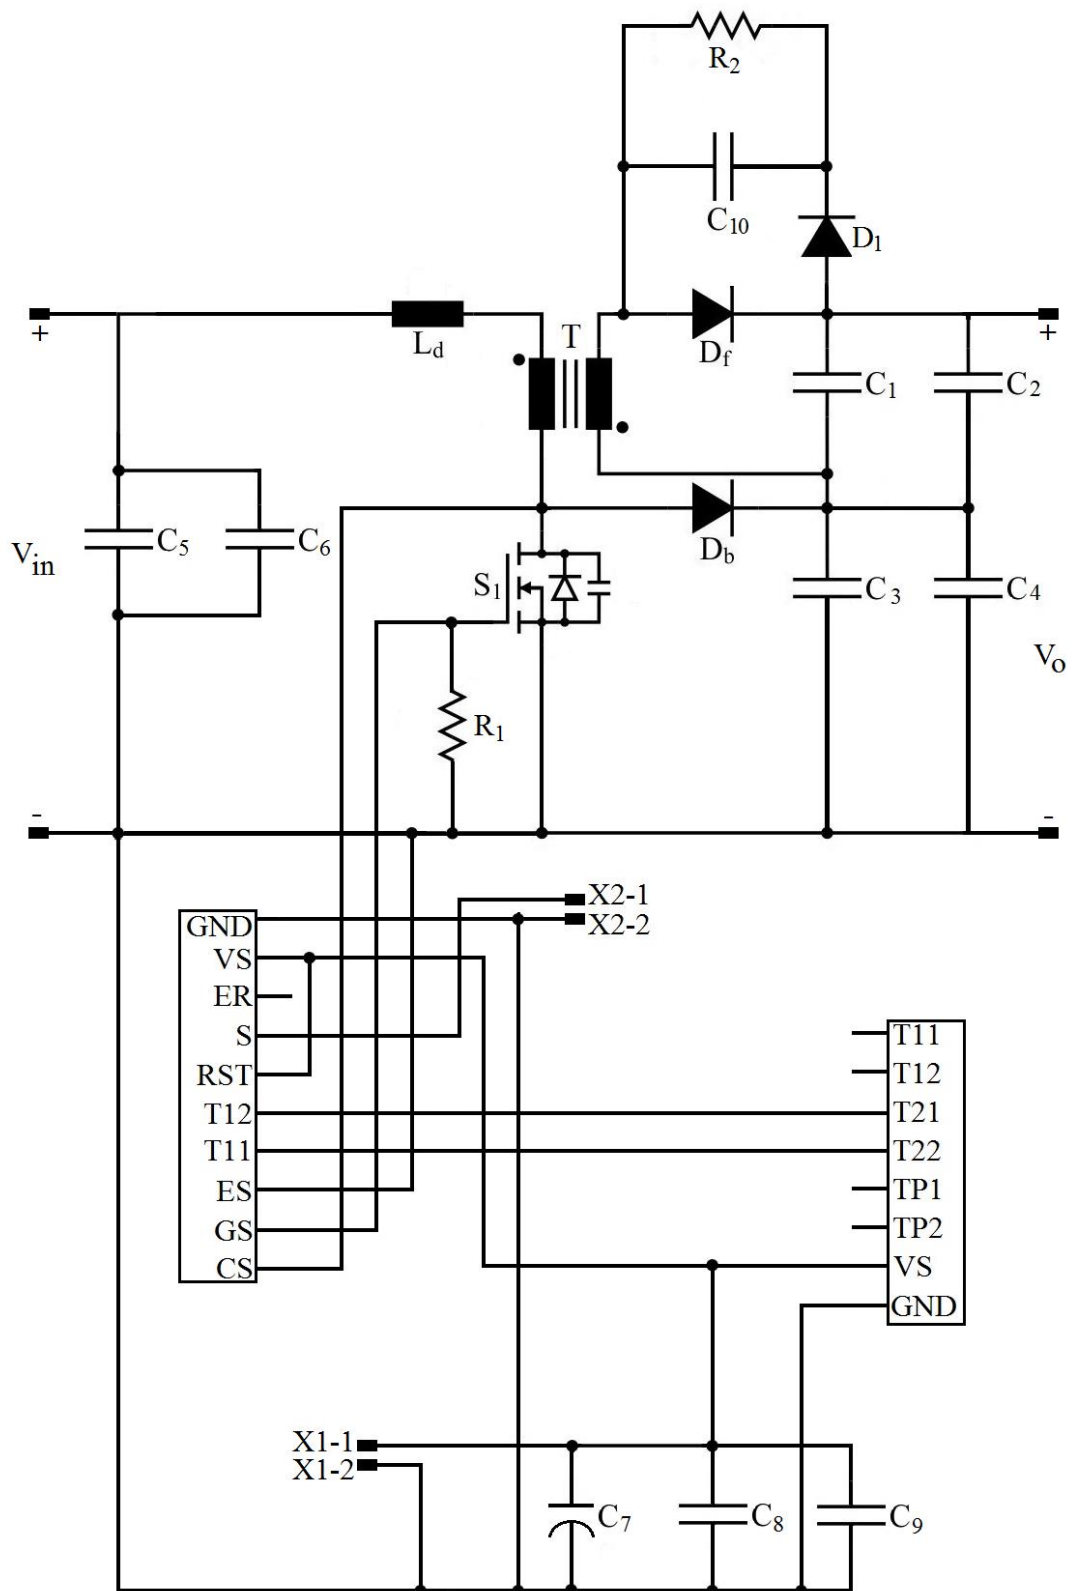 R2
C10
D1
+
Ld
T
Df
+
C1
C2
Vin
C5
C6
S1
Db
C3
C4
Vo
R1
-
-
X2-1
X2-2
GND
VS
ER
S
RST
T12
T11
ES
GS
CS
T11
T12
T21
T22
TP1
TP2
VS
GND
X1-1
X1-2
C7
C8
C9